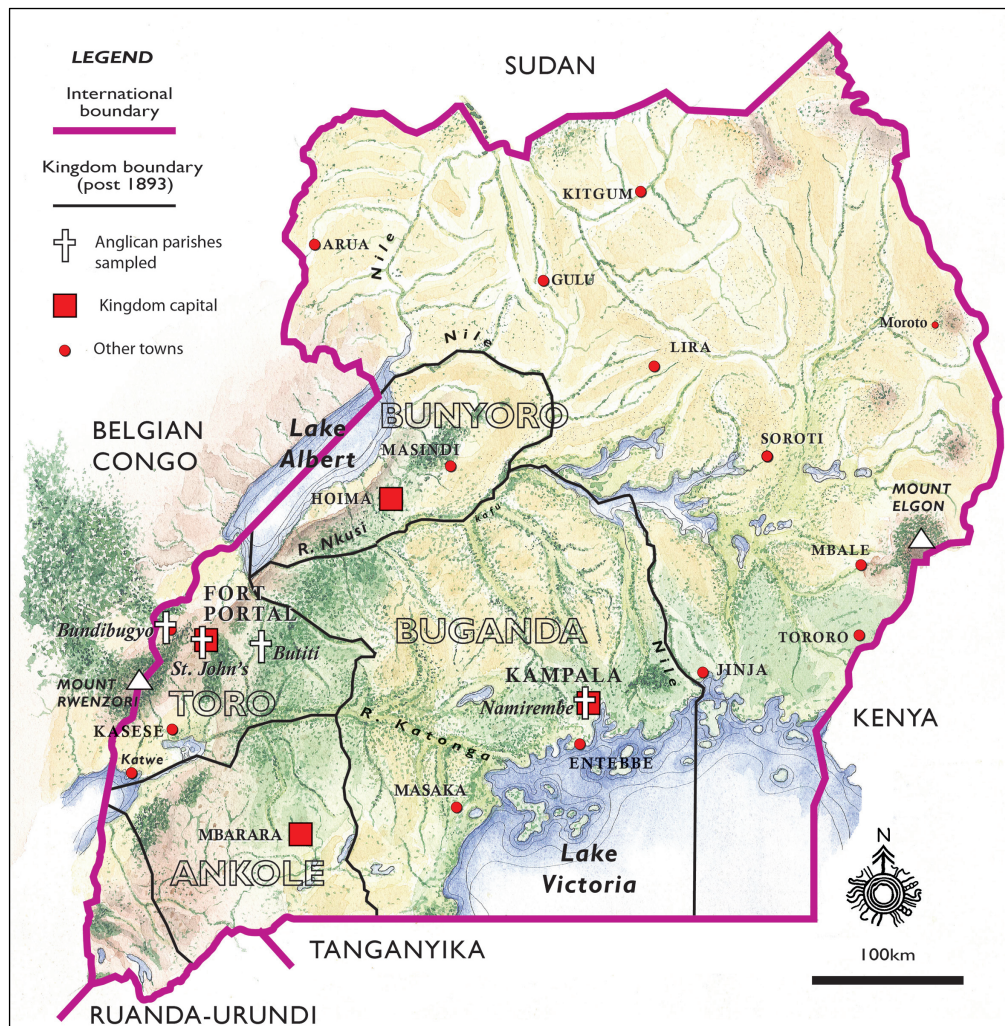 LEGEND
International
boundary
Kingdom boundary
(post 1893)
Anglican parishes
sampled
Kingdom capital
Other towns
SUDAN
KITGUM
ARUA
Nile
GULU
Moroto
Nile
LIRA
BELGIAN
CONGO
Lake
Albert
BUNYORO
MASINDI
SOROTI
HOIMA
MOUNT
ELGON
R. Nkusi
Kafu
MBALE
FORT
PORTAL
Bundibugyo
BUGANDA
TORORO
St. John's
Butiti
Nile
JINJA
MOUNT
RWENZORI
KAMPALA
TORO
Namirembe
KENYA
KASESE
R. Katonga
Katwe
ENTEBBE
MASAKA
MBARARA
ANKOLE
Lake
Victoria
N
TANGANYIKA
100km
RUANDA-URUNDI